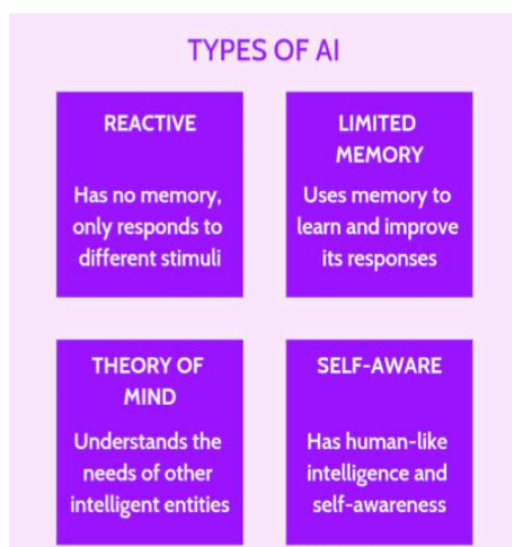 TYPES OF AI
REACTIVE
Has no memory,
only responds to
different stimuli
LIMITED
MEMORY
Uses memory to
learn and improve
its responses
THEORY OF
MIND
Understands the
needs of other
intelligent entities
SELF-AWARE
Has human-like
intelligence and
self-awareness